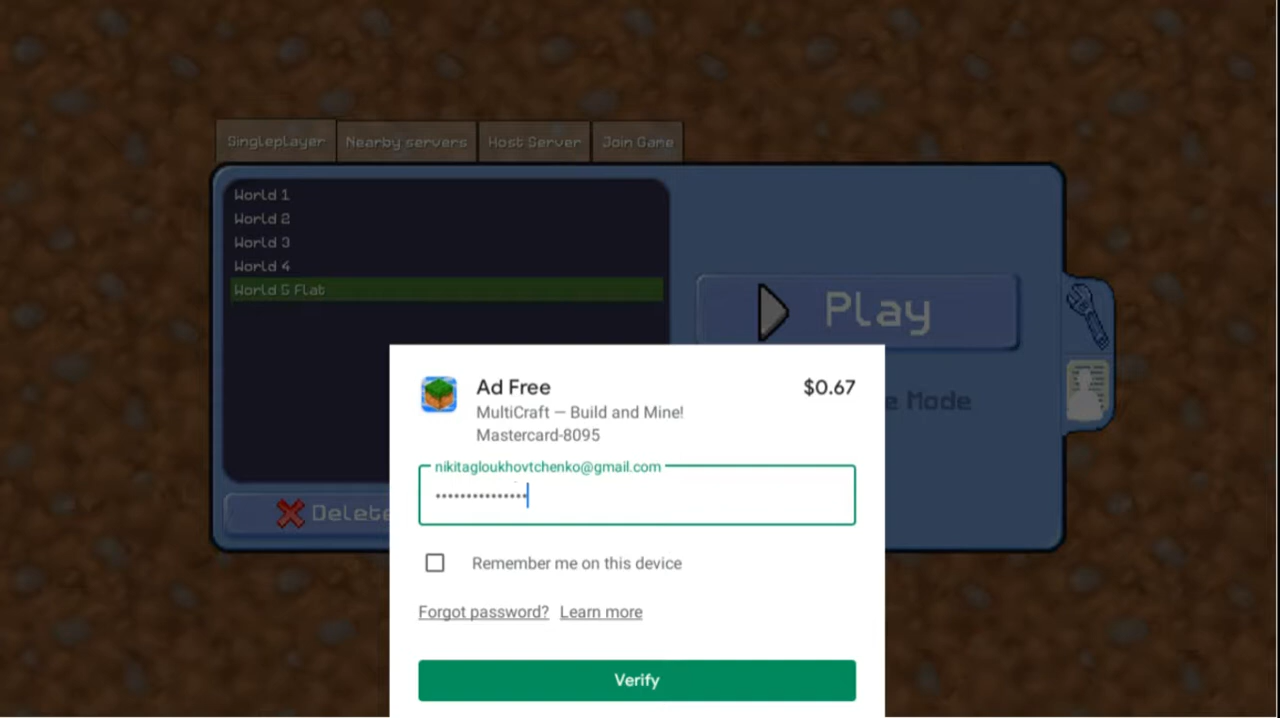 Singleplayer Nearby servers Host Server Join Game
World 1
World 2
World 3
World 4
World 5 Flat
Play
Mode
Delete
Ad Free $0.67
MultiCraft – Build and Mine!
Mastercard-8095
nikitagloukhovtchenko@gmail.com
•••••••••••••••
Remember me on this device
Forgot password? Learn more
Verify